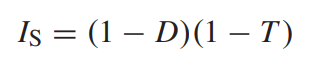 I_S = (1 − D)(1 − T)